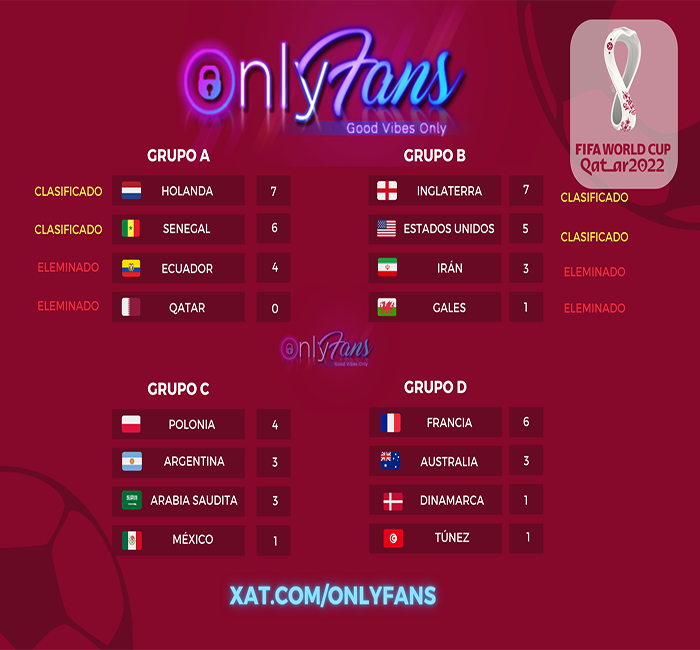 OnlyFans
Good Vibes Only
FIFA WORLD CUP
Qatar2022
GRUPO A
CLASIFICADO HOLANDA 7
CLASIFICADO SENEGAL 6
ELEMINADO ECUADOR 4
ELEMINADO QATAR 0
GRUPO B
INGLATERRA 7 CLASIFICADO
ESTADOS UNIDOS 5 CLASIFICADO
IRÁN 3 ELEMINADO
GALES 1 ELEMINADO
OnlyFans
Good Vibes Only
GRUPO C
POLONIA 4
ARGENTINA 3
ARABIA SAUDITA 3
MÉXICO 1
GRUPO D
FRANCIA 6
AUSTRALIA 3
DINAMARCA 1
TÚNEZ 1
XAT.COM/ONLYFANS